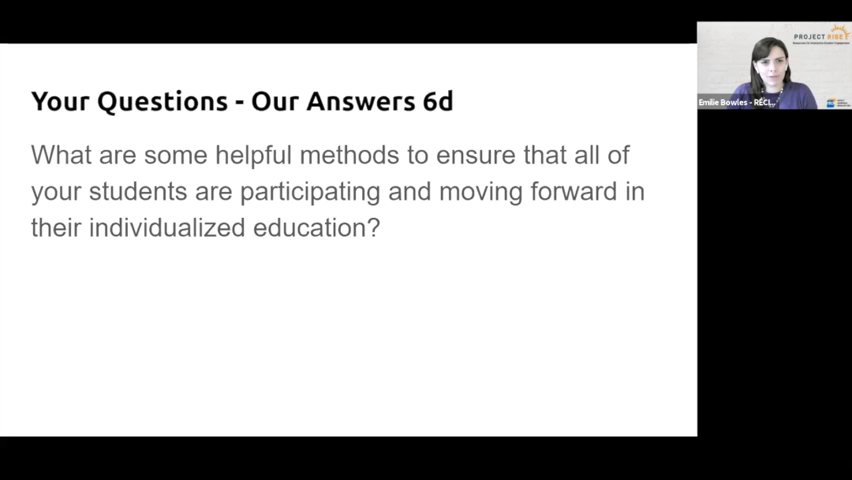 Your Questions - Our Answers 6d
What are some helpful methods to ensure that all of
your students are participating and moving forward in
their individualized education?
PROJECT RISE
Emilie Bowles - RÉCI...